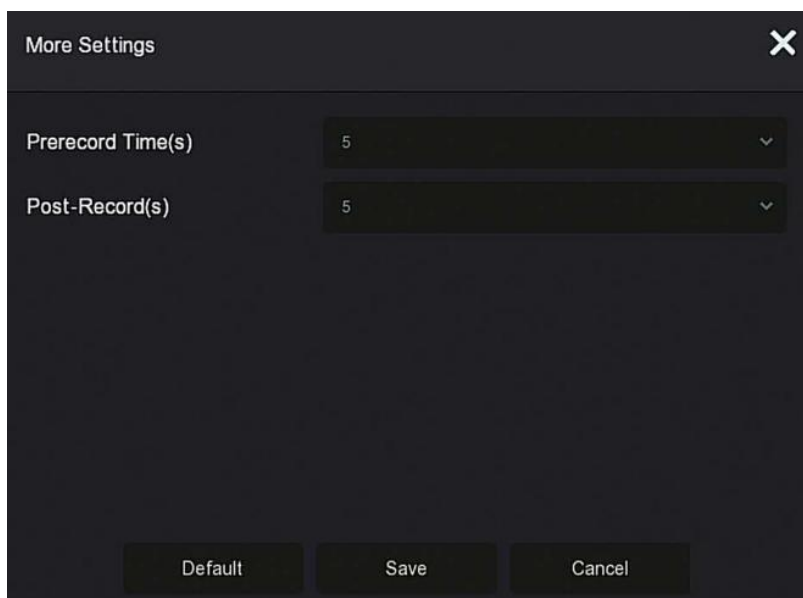 More Settings
Prerecord Time(s) 5
Post-Record(s) 5
Default Save Cancel